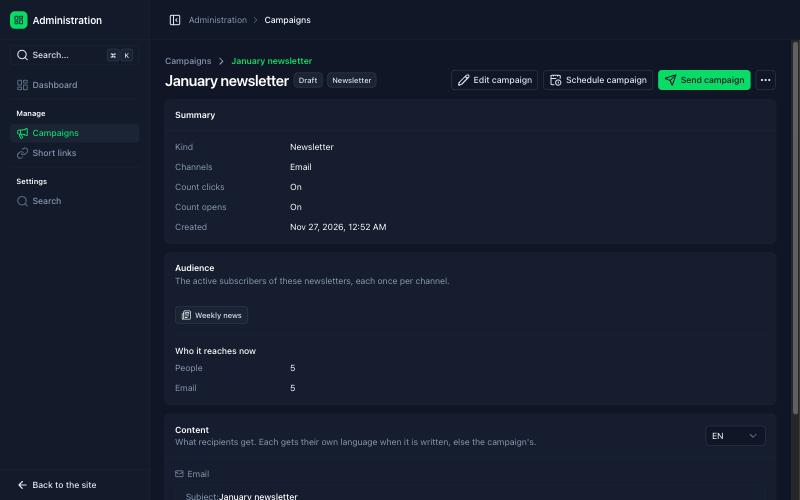 Administration
Administration
Campaigns
Search...
⌘ K
Dashboard
Manage
Campaigns
Short links
Settings
Search
Back to the site
Campaigns
January newsletter
January newsletter
Draft
Newsletter
Edit campaign
Schedule campaign
Send campaign
Summary
Kind Newsletter
Channels Email
Count clicks On
Count opens On
Created Nov 27, 2026, 12:52 AM
Audience
The active subscribers of these newsletters, each once per channel.
Weekly news
Who it reaches now
People 5
Email 5
Content
What recipients get. Each gets their own language when it is written, else the campaign's.
EN
Email
Subject:January newsletter